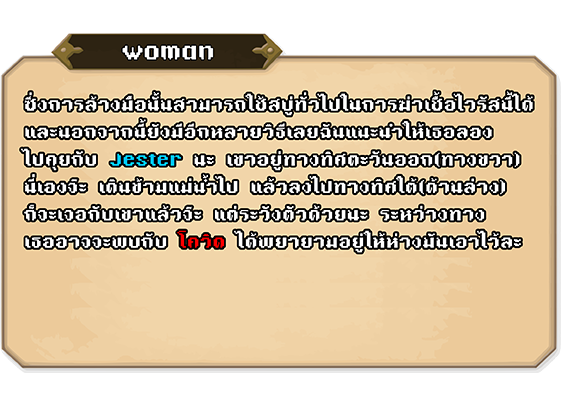 woman
ซึ่งการล้างมือนั้นสามารถใช้สบู่ทั่วไปในการฆ่าเชื้อไวรัสนี้ได้
และนอกจากนี้ยังมีอีกหลายวิธีเลยฉันแนะนำให้เธอลอง
ไปคุยกับ Jester นะ เขาอยู่ทางทิศตะวันออก(ทางขวา)
นี่เองจ๊ะ เดินข้ามแม่น้ำไป แล้วลงไปทางทิศใต้(ด้านล่าง)
ก็จะเจอกับเขาแล้วจ๊ะ แต่ระวังตัวด้วยนะ ระหว่างทาง
เธออาจจะพบกับ โควิด ได้พยายามอยู่ให้ห่างมันเอาไว้ละ